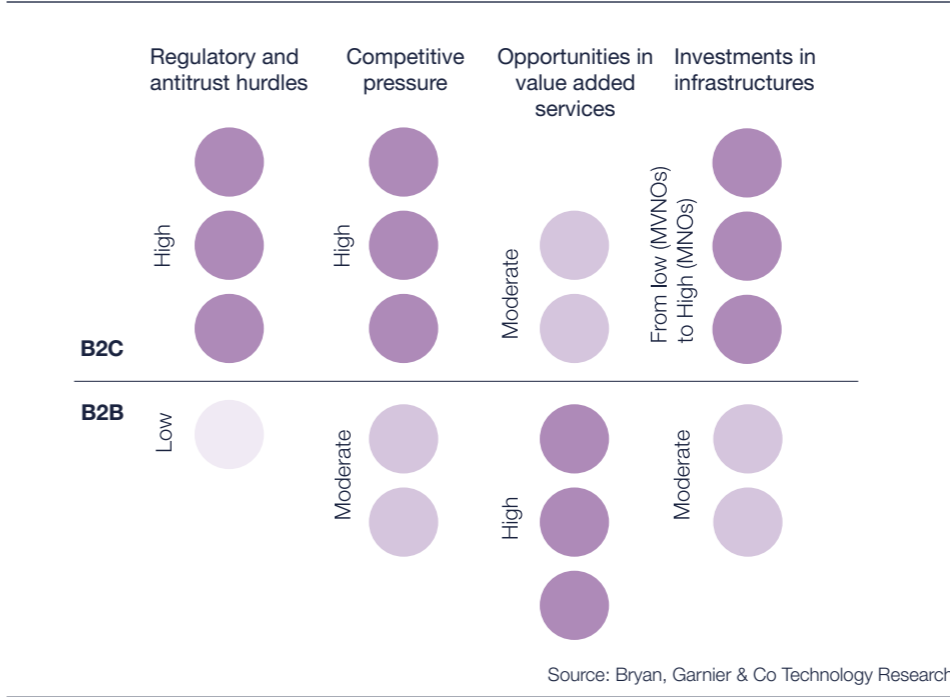 Regulatory and
antitrust hurdles
Competitive
pressure
Opportunities in
value added
services
Investments in
infrastructures
High
High
Moderate
From low (MVNOs)
to High (MNOs)
B2C
B2B
Low
Moderate
High
Moderate
Source: Bryan, Garnier & Co Technology Research